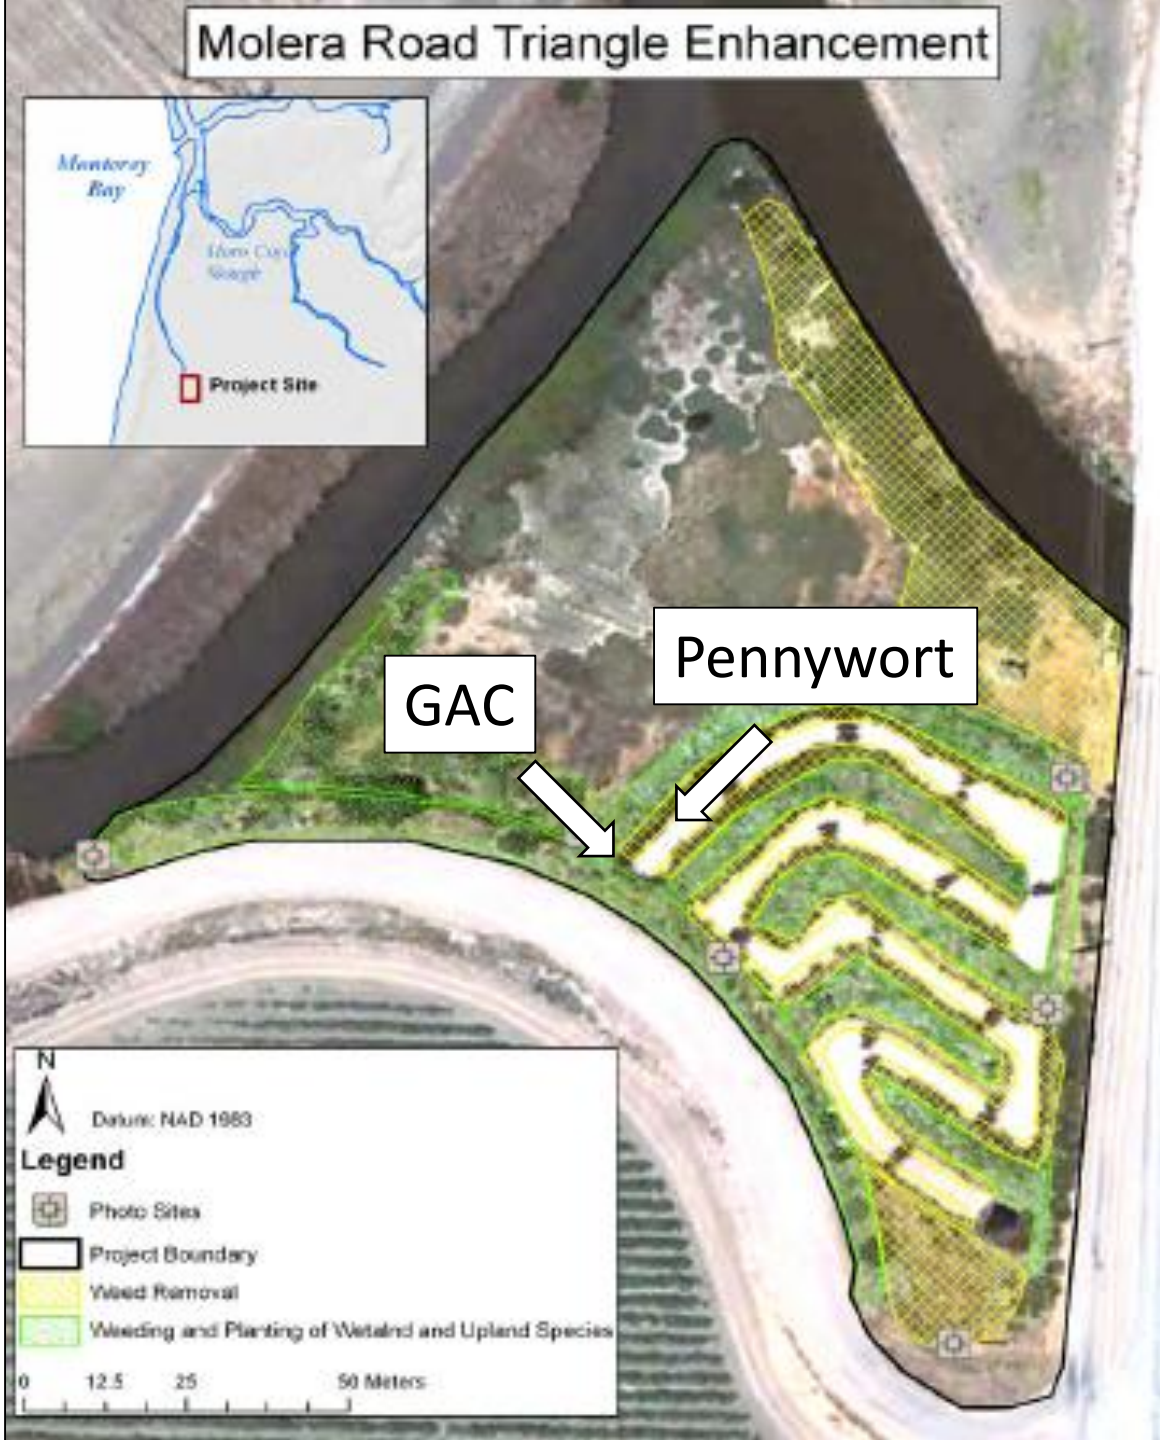 Molera Road Triangle Enhancement
Monterey
Bay
Slough
Project Site
Pennywort
GAC
N
Datum: NAD 1983
Legend
Photo Sites
Project Boundary
Weed Removal
Weeding and Planting of Wetalnd and Upland Species
0 12.5 25 50 Meters